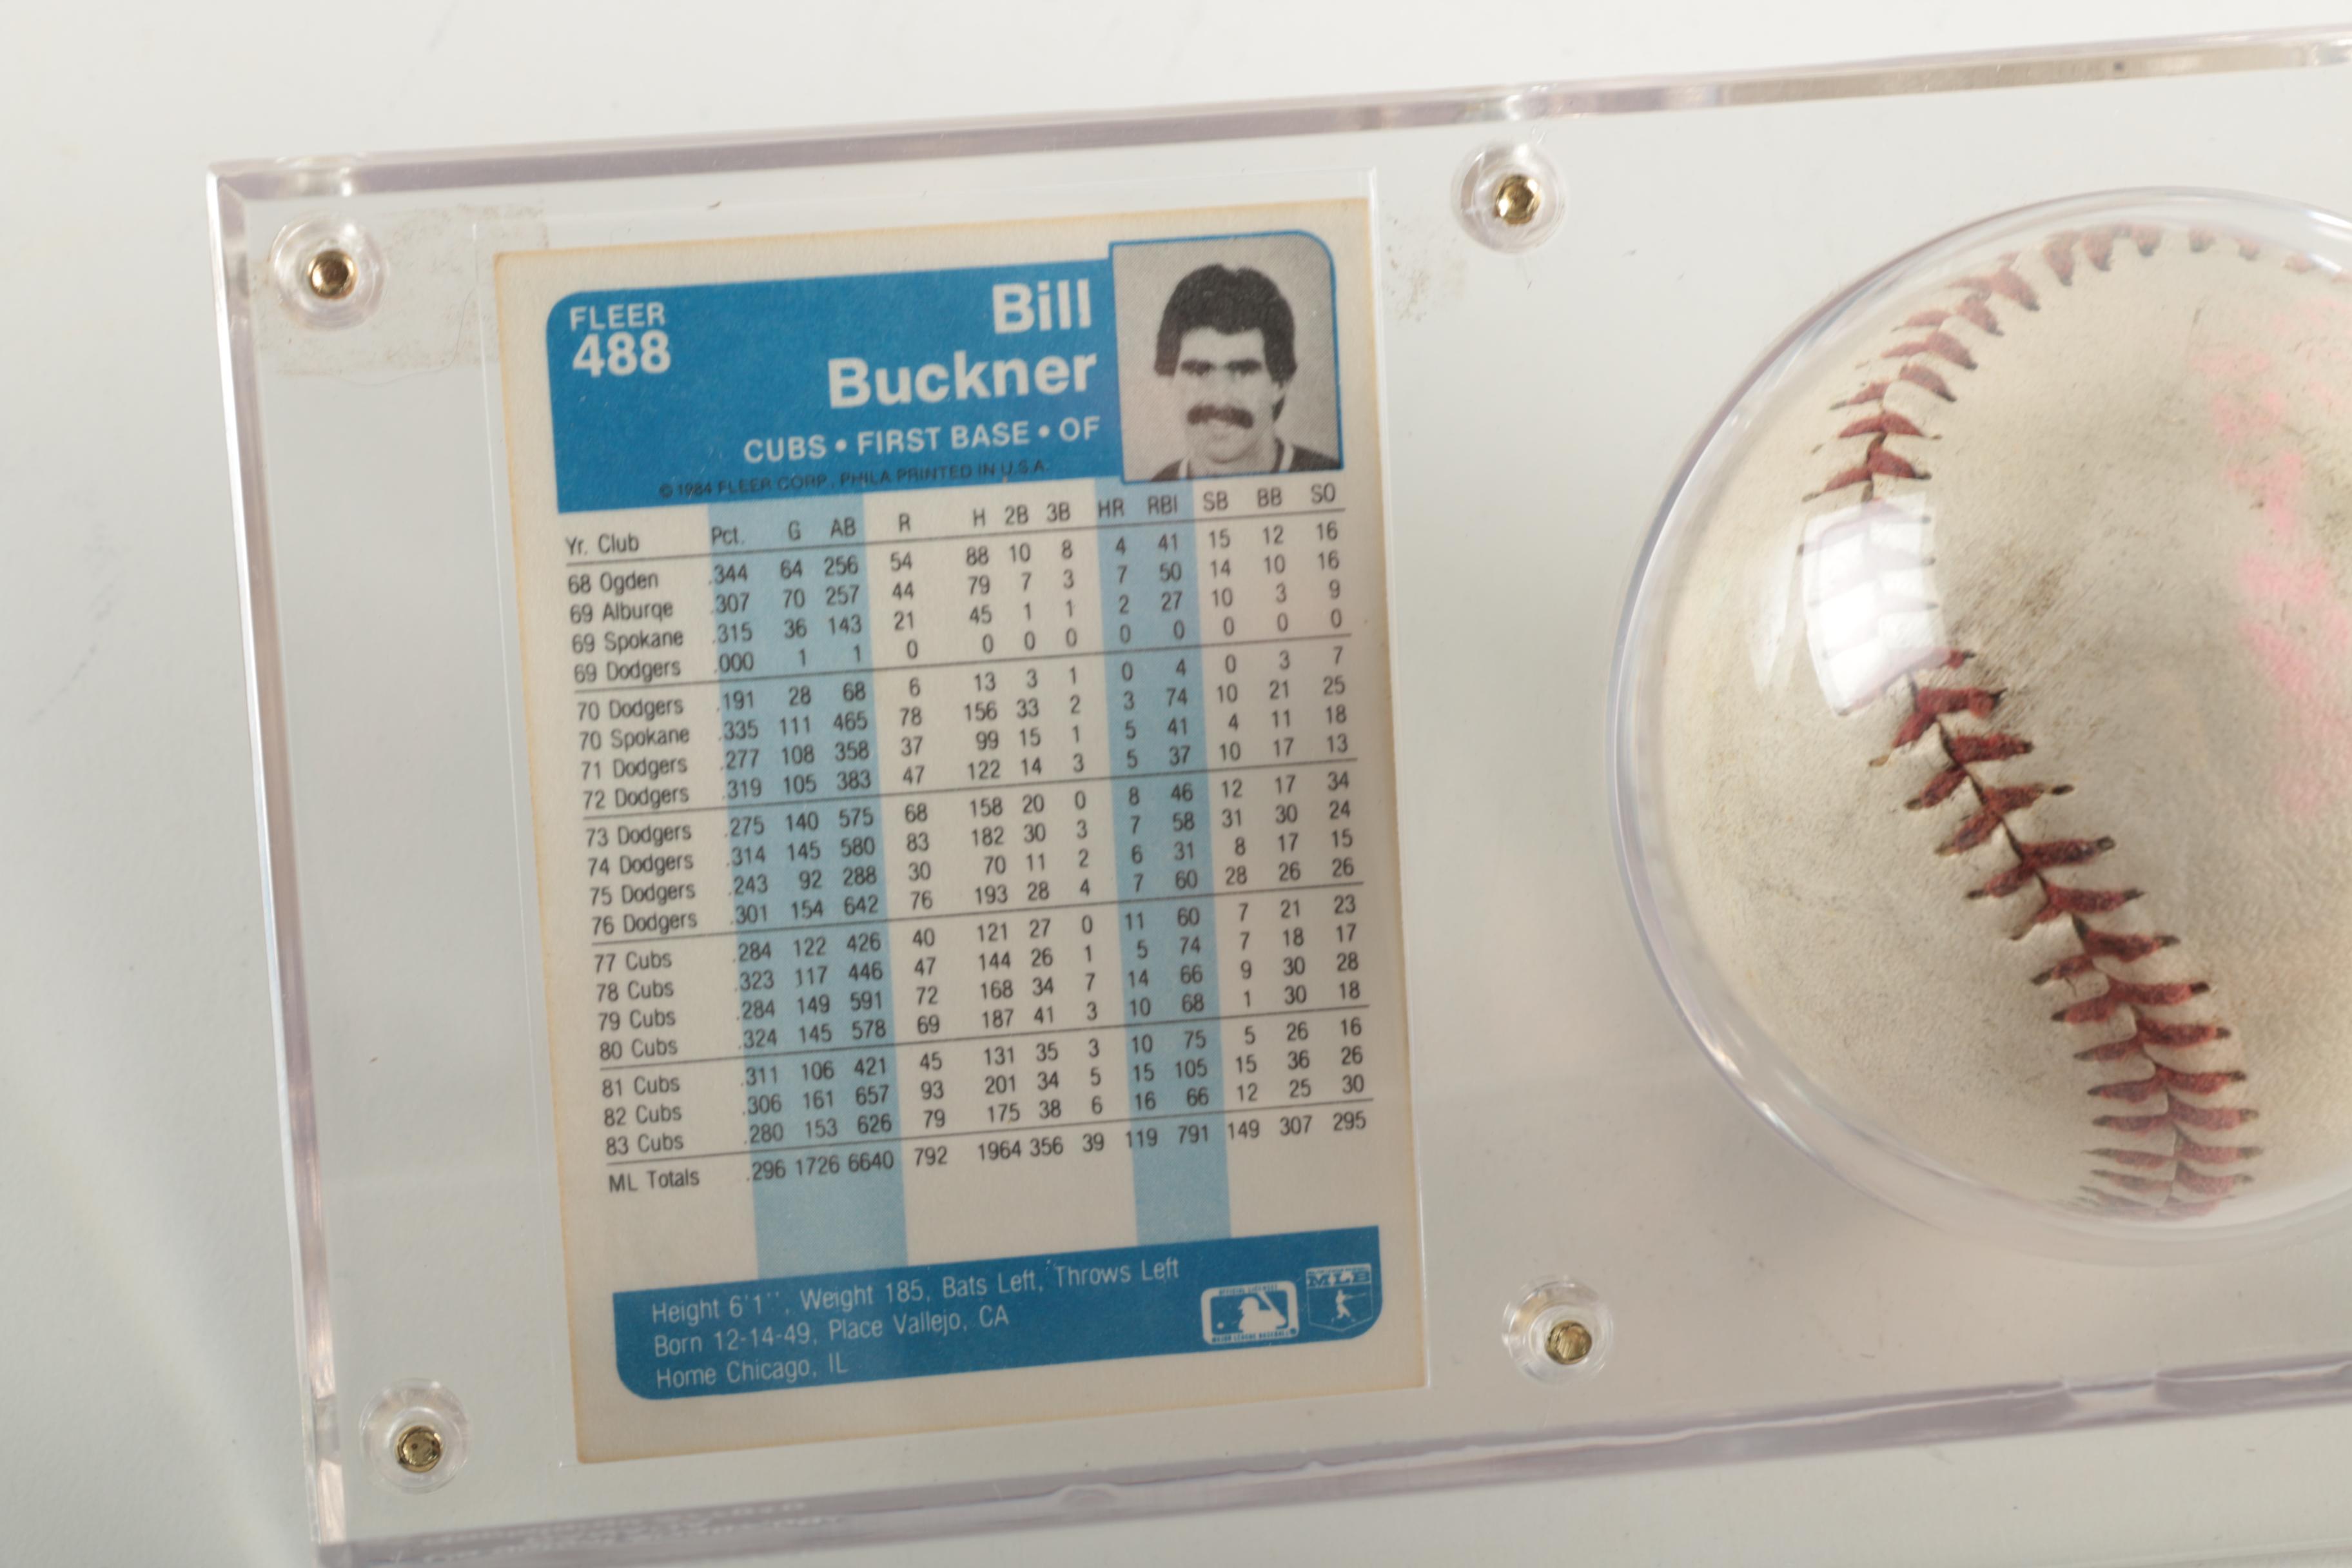 FLEER
488
Bill
Buckner
CUBS • FIRST BASE • OF
© 1984 FLEER CORP., PHILA PRINTED IN U.S.A.
Yr. Club Pct. G AB R H 2B 3B HR RBI SB BB SO
68 Ogden .344 64 256 54 88 10 8 4 41 15 12 16
69 Alburqe .307 70 257 44 79 7 3 7 50 14 10 16
69 Spokane .315 36 143 21 45 1 1 2 27 10 3 9
69 Dodgers .000 1 1 0 0 0 0 0 0 0 0 0
70 Dodgers .191 28 68 6 13 3 1 0 4 0 3 7
70 Spokane .335 111 465 78 156 33 2 3 74 10 21 25
71 Dodgers .277 108 358 37 99 15 1 5 41 4 11 18
72 Dodgers .319 105 383 47 122 14 3 5 37 10 17 13
73 Dodgers .275 140 575 68 158 20 0 8 46 12 17 34
74 Dodgers .314 145 580 83 182 30 3 7 58 31 30 24
75 Dodgers .243 92 288 30 70 11 2 6 31 8 17 15
76 Dodgers .301 154 642 76 193 28 4 7 60 28 26 26
77 Cubs .284 122 426 40 121 27 0 11 60 7 21 23
78 Cubs .323 117 446 47 144 26 1 5 74 7 18 17
79 Cubs .284 149 591 72 168 34 7 14 66 9 30 28
80 Cubs .324 145 578 69 187 41 3 10 68 1 30 18
81 Cubs .311 106 421 45 131 35 3 10 75 5 26 16
82 Cubs .306 161 657 93 201 34 5 15 105 15 36 26
83 Cubs .280 153 626 79 175 38 6 16 66 12 25 30
ML Totals .296 1726 6640 792 1964 356 39 119 791 149 307 295
Height 6'1'', Weight 185, Bats Left, Throws Left
Born 12-14-49, Place Vallejo, CA
Home Chicago, IL
MLB
MAJOR LEAGUE BASEBALL